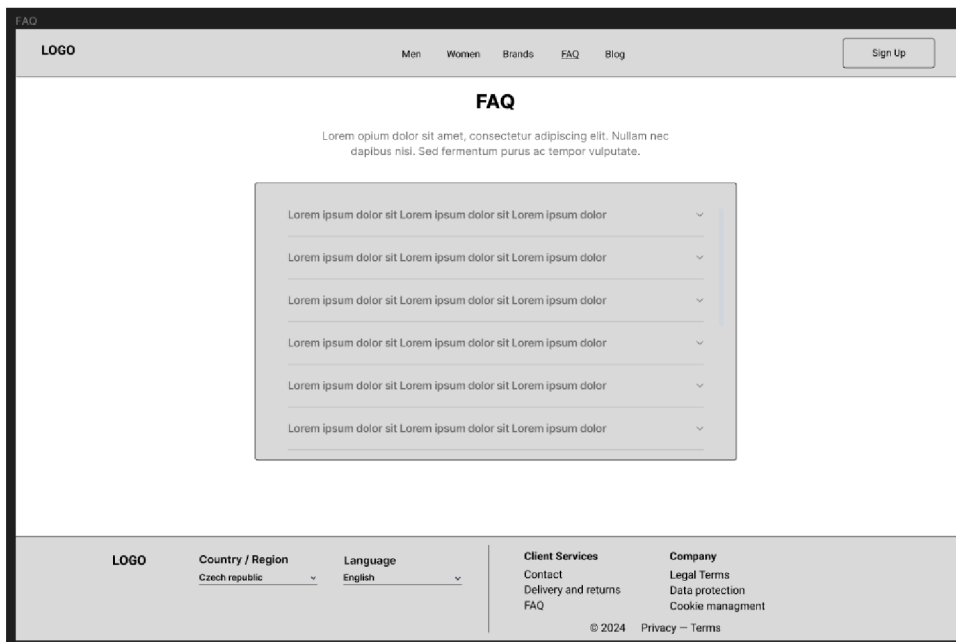 FAQ
LOGO
Men Women Brands FAQ Blog
Sign Up
FAQ
Lorem opium dolor sit amet, consectetur adipiscing elit. Nullam nec
dapibus nisi. Sed fermentum purus ac tempor vulputate.
Lorem ipsum dolor sit Lorem ipsum dolor sit Lorem ipsum dolor
Lorem ipsum dolor sit Lorem ipsum dolor sit Lorem ipsum dolor
Lorem ipsum dolor sit Lorem ipsum dolor sit Lorem ipsum dolor
Lorem ipsum dolor sit Lorem ipsum dolor sit Lorem ipsum dolor
Lorem ipsum dolor sit Lorem ipsum dolor sit Lorem ipsum dolor
Lorem ipsum dolor sit Lorem ipsum dolor sit Lorem ipsum dolor
LOGO
Country / Region
Czech republic
Language
English
Client Services
Contact
Delivery and returns
FAQ
Company
Legal Terms
Data protection
Cookie managment
© 2024 Privacy — Terms